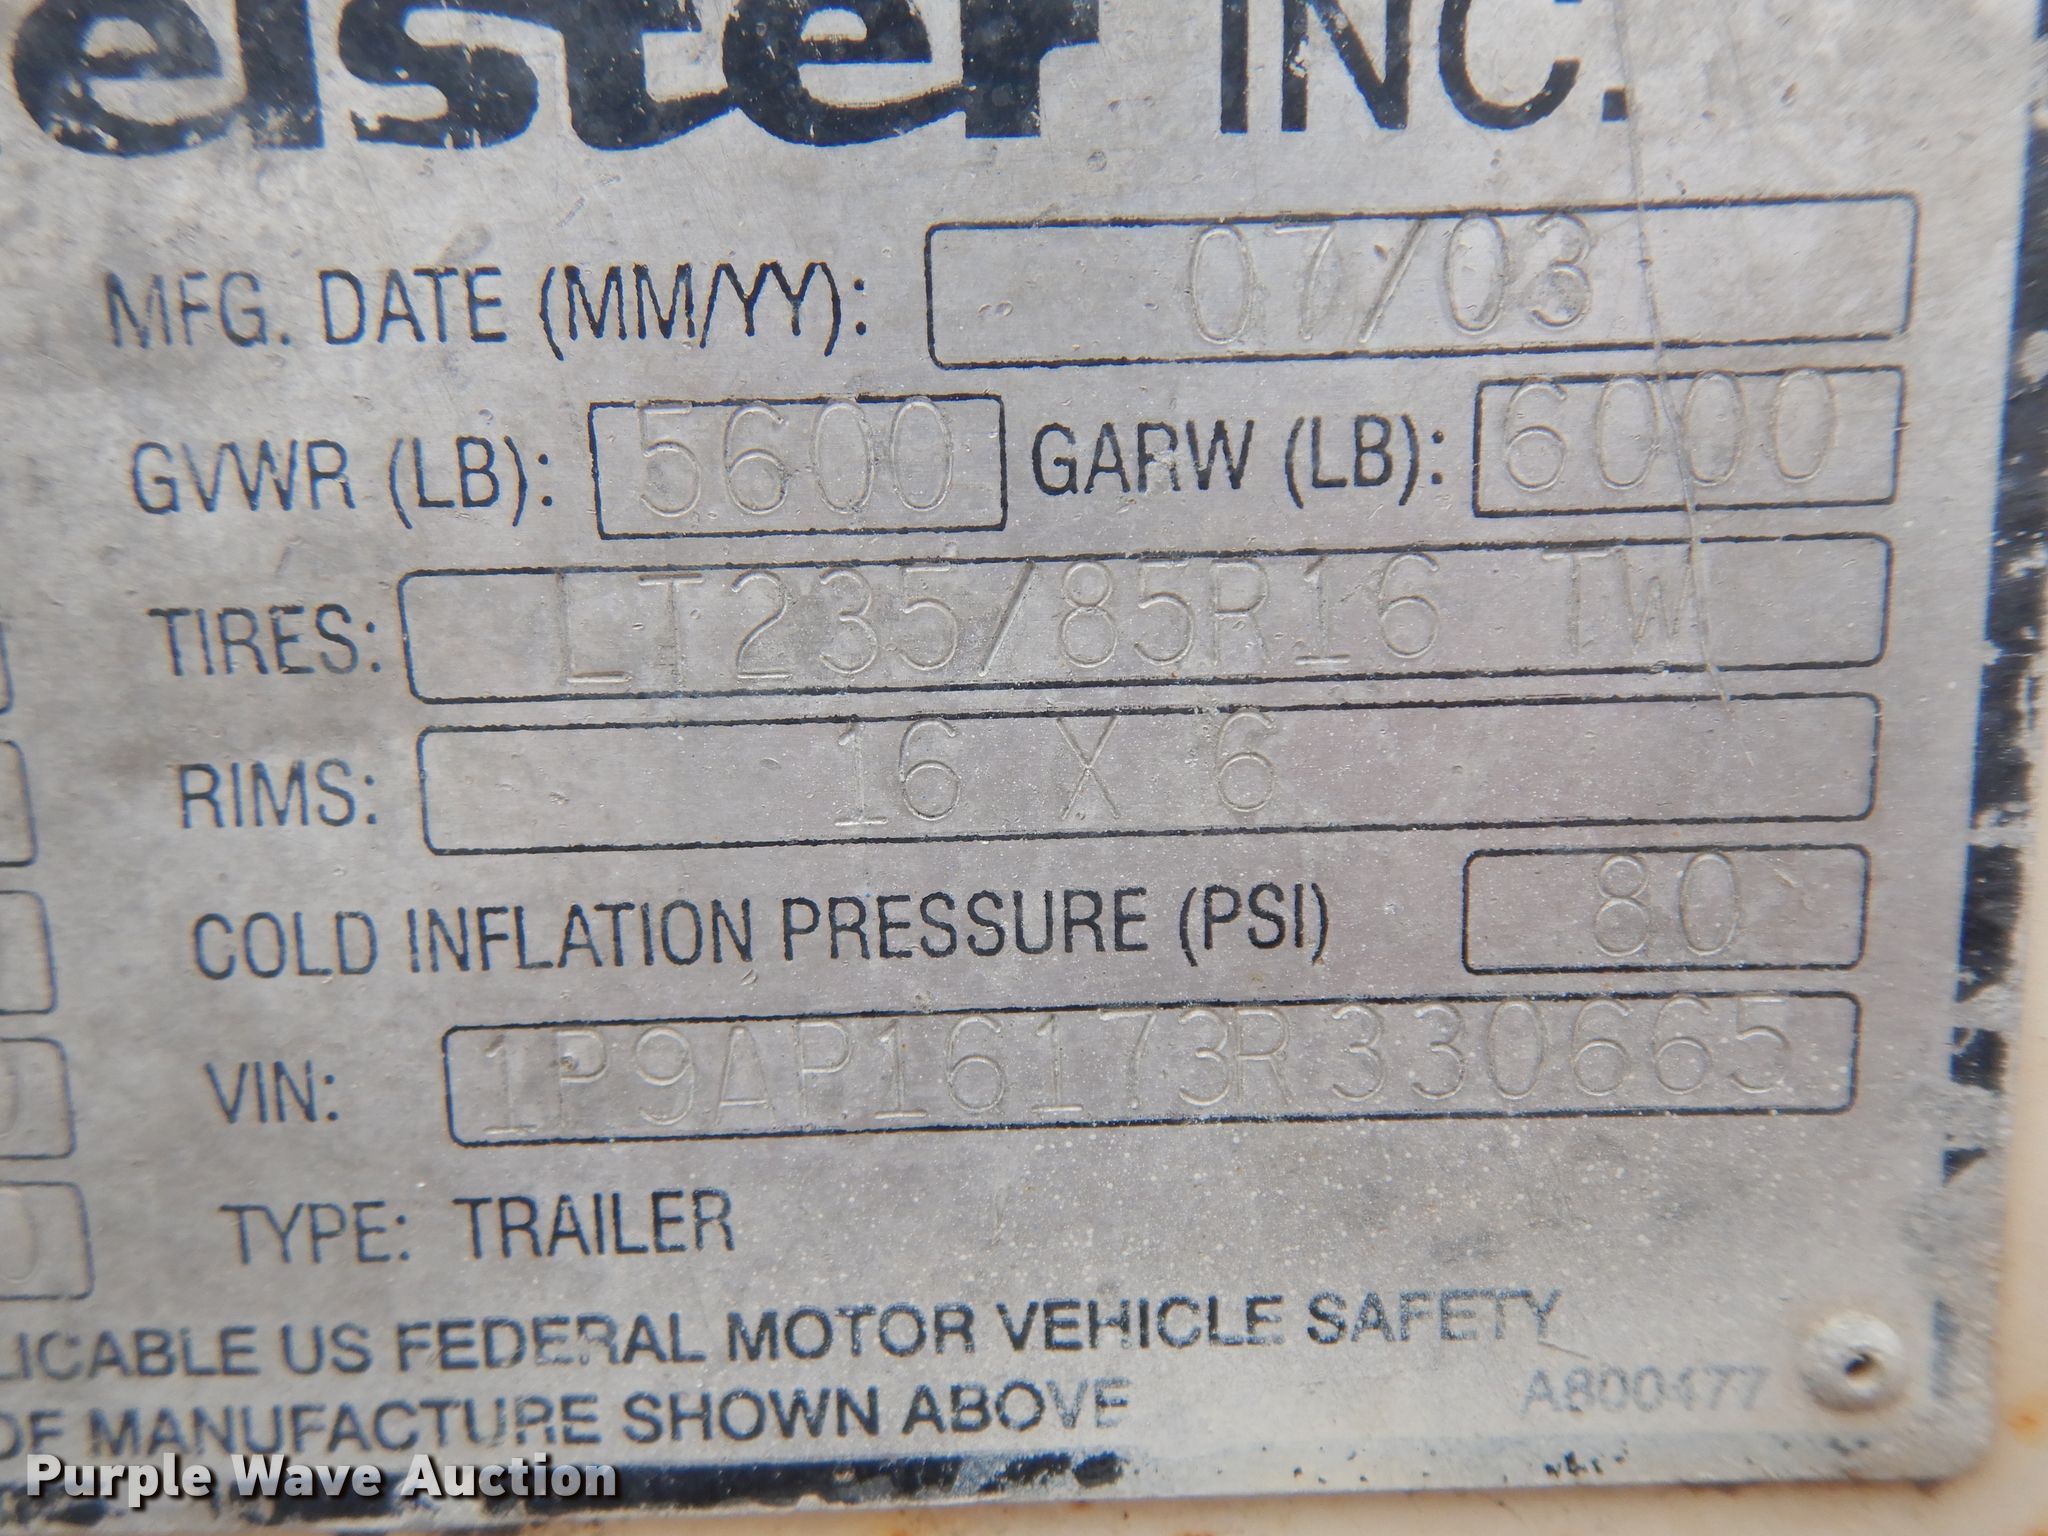 elster INC.
MFG. DATE (MM/YY): 07/03
GVWR (LB): 5600 GARW (LB): 6000
TIRES: LT235/85R16 TW
RIMS: 16 X 6
COLD INFLATION PRESSURE (PSI) 80
VIN: 1P9AP16173R330665
TYPE: TRAILER
LICABLE US FEDERAL MOTOR VEHICLE SAFETY
OF MANUFACTURE SHOWN ABOVE
A800477
Purple Wave Auction